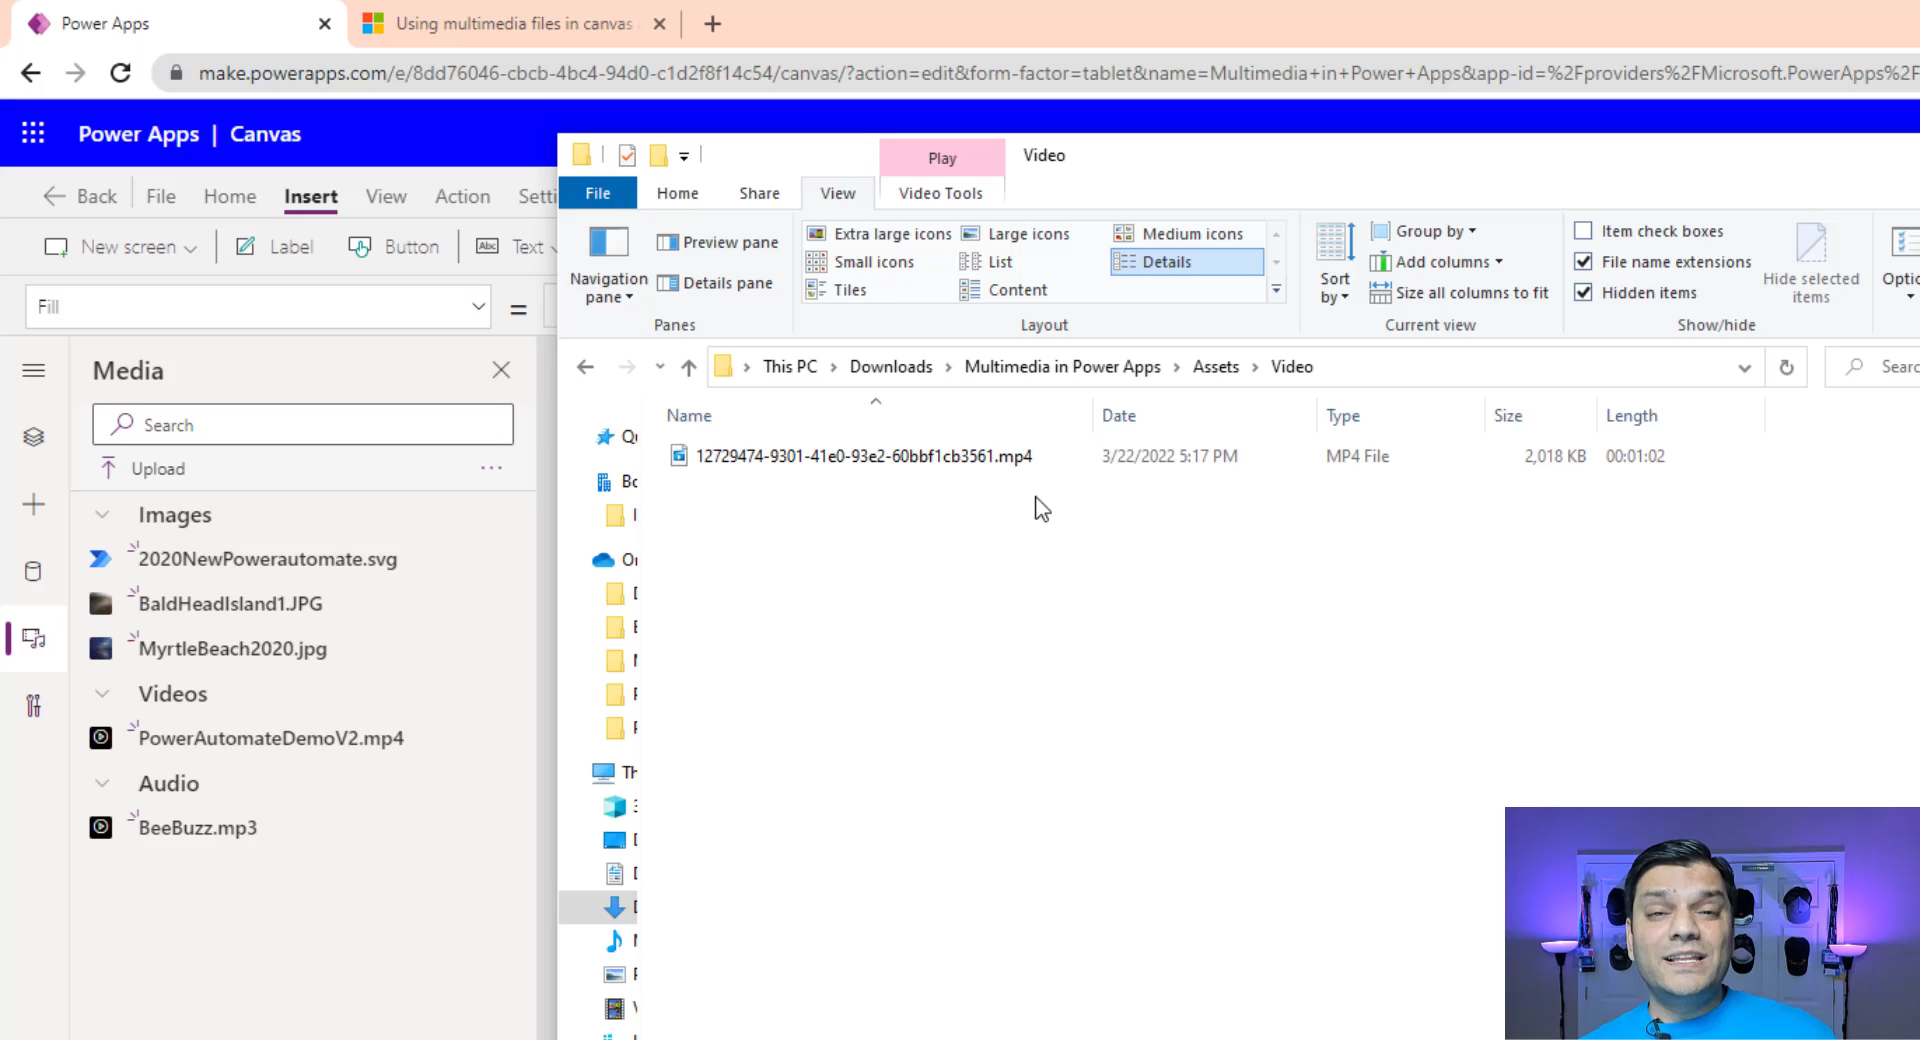 Power Apps
Using multimedia files in canvas
make.powerapps.com/e/8dd76046-cbcb-4bc4-94d0-c1d2f8f14c54/canvas/?action=edit&form-factor=tablet&name=Multimedia+in+Power+Apps&app-id=%2Fproviders%2FMicrosoft.PowerApps%2F
Power Apps | Canvas
Play
Video
Back
File
Home
Insert
View
Action
Setti
File
Home
Share
View
Video Tools
New screen
Label
Button
Abc Text
Navigation pane
Preview pane
Details pane
Panes
Extra large icons
Large icons
Medium icons
Small icons
List
Details
Tiles
Content
Layout
Sort by
Group by
Add columns
Size all columns to fit
Current view
Item check boxes
File name extensions
Hidden items
Hide selected items
Show/hide
Optio
Fill
=
This PC > Downloads > Multimedia in Power Apps > Assets > Video
Searc
Media
Search
Upload
Images
2020NewPowerautomate.svg
BaldHeadIsland1.JPG
MyrtleBeach2020.jpg
Videos
PowerAutomateDemoV2.mp4
Audio
BeeBuzz.mp3
Name
Date
Type
Size
Length
12729474-9301-41e0-93e2-60bbf1cb3561.mp4
3/22/2022 5:17 PM
MP4 File
2,018 KB
00:01:02